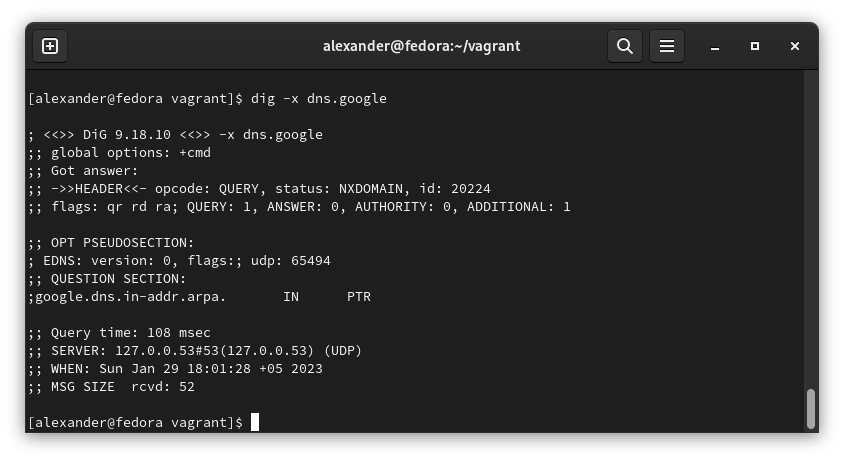 alexander@fedora:~/vagrant
[alexander@fedora vagrant]$ dig -x dns.google
; <<>> DiG 9.18.10 <<>> -x dns.google
;; global options: +cmd
;; Got answer:
;; ->>HEADER<<- opcode: QUERY, status: NXDOMAIN, id: 20224
;; flags: qr rd ra; QUERY: 1, ANSWER: 0, AUTHORITY: 0, ADDITIONAL: 1
;; OPT PSEUDOSECTION:
; EDNS: version: 0, flags:; udp: 65494
;; QUESTION SECTION:
;google.dns.in-addr.arpa.       IN      PTR
;; Query time: 108 msec
;; SERVER: 127.0.0.53#53(127.0.0.53) (UDP)
;; WHEN: Sun Jan 29 18:01:28 +05 2023
;; MSG SIZE  rcvd: 52
[alexander@fedora vagrant]$